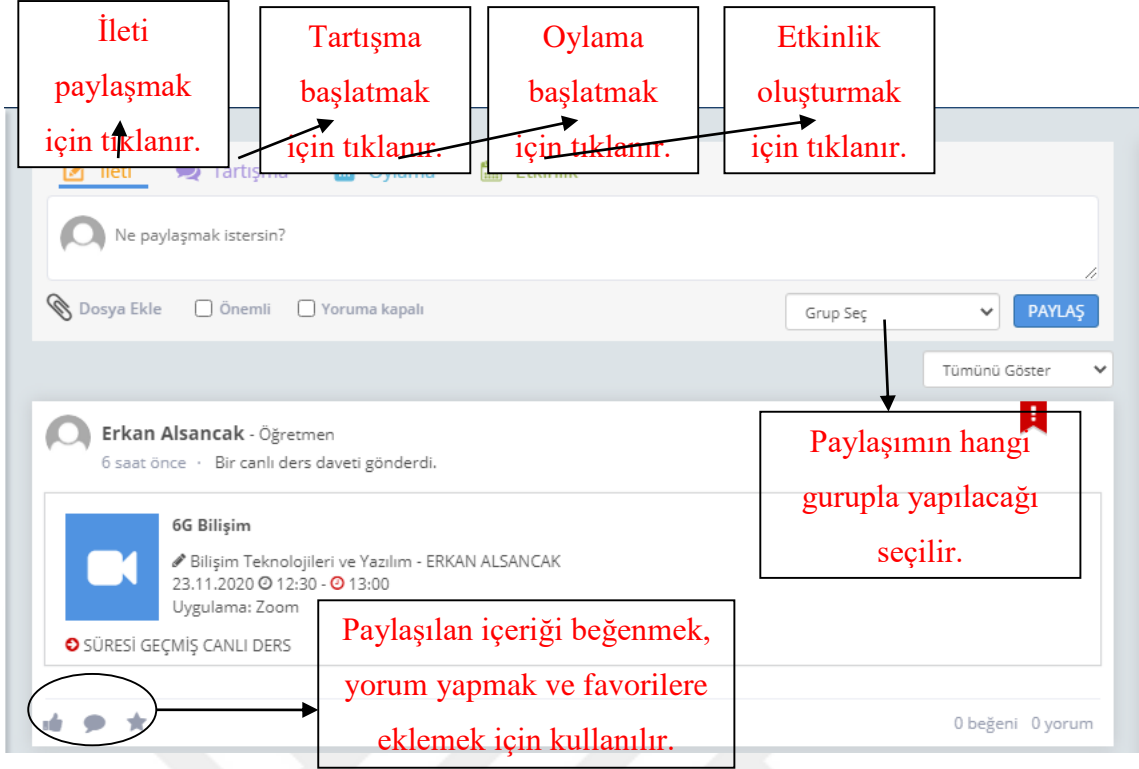 İleti
paylaşmak
için tıklanır.
Tartışma
başlatmak
için tıklanır.
Oylama
başlatmak
için tıklanır.
Etkinlik
oluşturmak
için tıklanır.
İleti Tartışma Oylama Etkinlik
Ne paylaşmak istersin?
Dosya Ekle Önemli Yoruma kapalı Grup Seç PAYLAŞ
Tümünü Göster
Erkan Alsancak - Öğretmen
6 saat önce · Bir canlı ders daveti gönderdi.
Paylaşımın hangi
gurupla yapılacağı
seçilir.
6G Bilişim
Bilişim Teknolojileri ve Yazılım - ERKAN ALSANCAK
23.11.2020 12:30 - 13:00
Uygulama: Zoom
SÜRESİ GEÇMİŞ CANLI DERS
Paylaşılan içeriği beğenmek,
yorum yapmak ve favorilere
eklemek için kullanılır.
0 beğeni 0 yorum